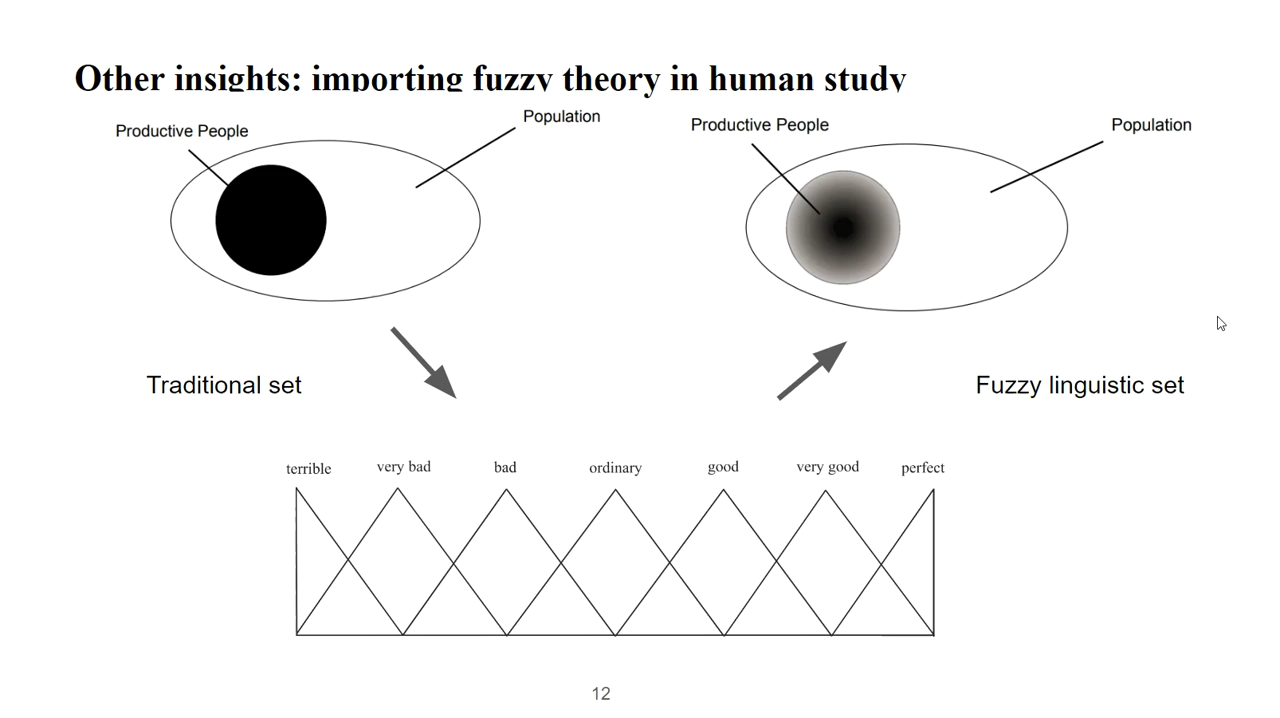 Other insights: importing fuzzy theory in human study
Productive People
Population
Productive People
Population
Traditional set
Fuzzy linguistic set
terrible
very bad
bad
ordinary
good
very good
perfect
12